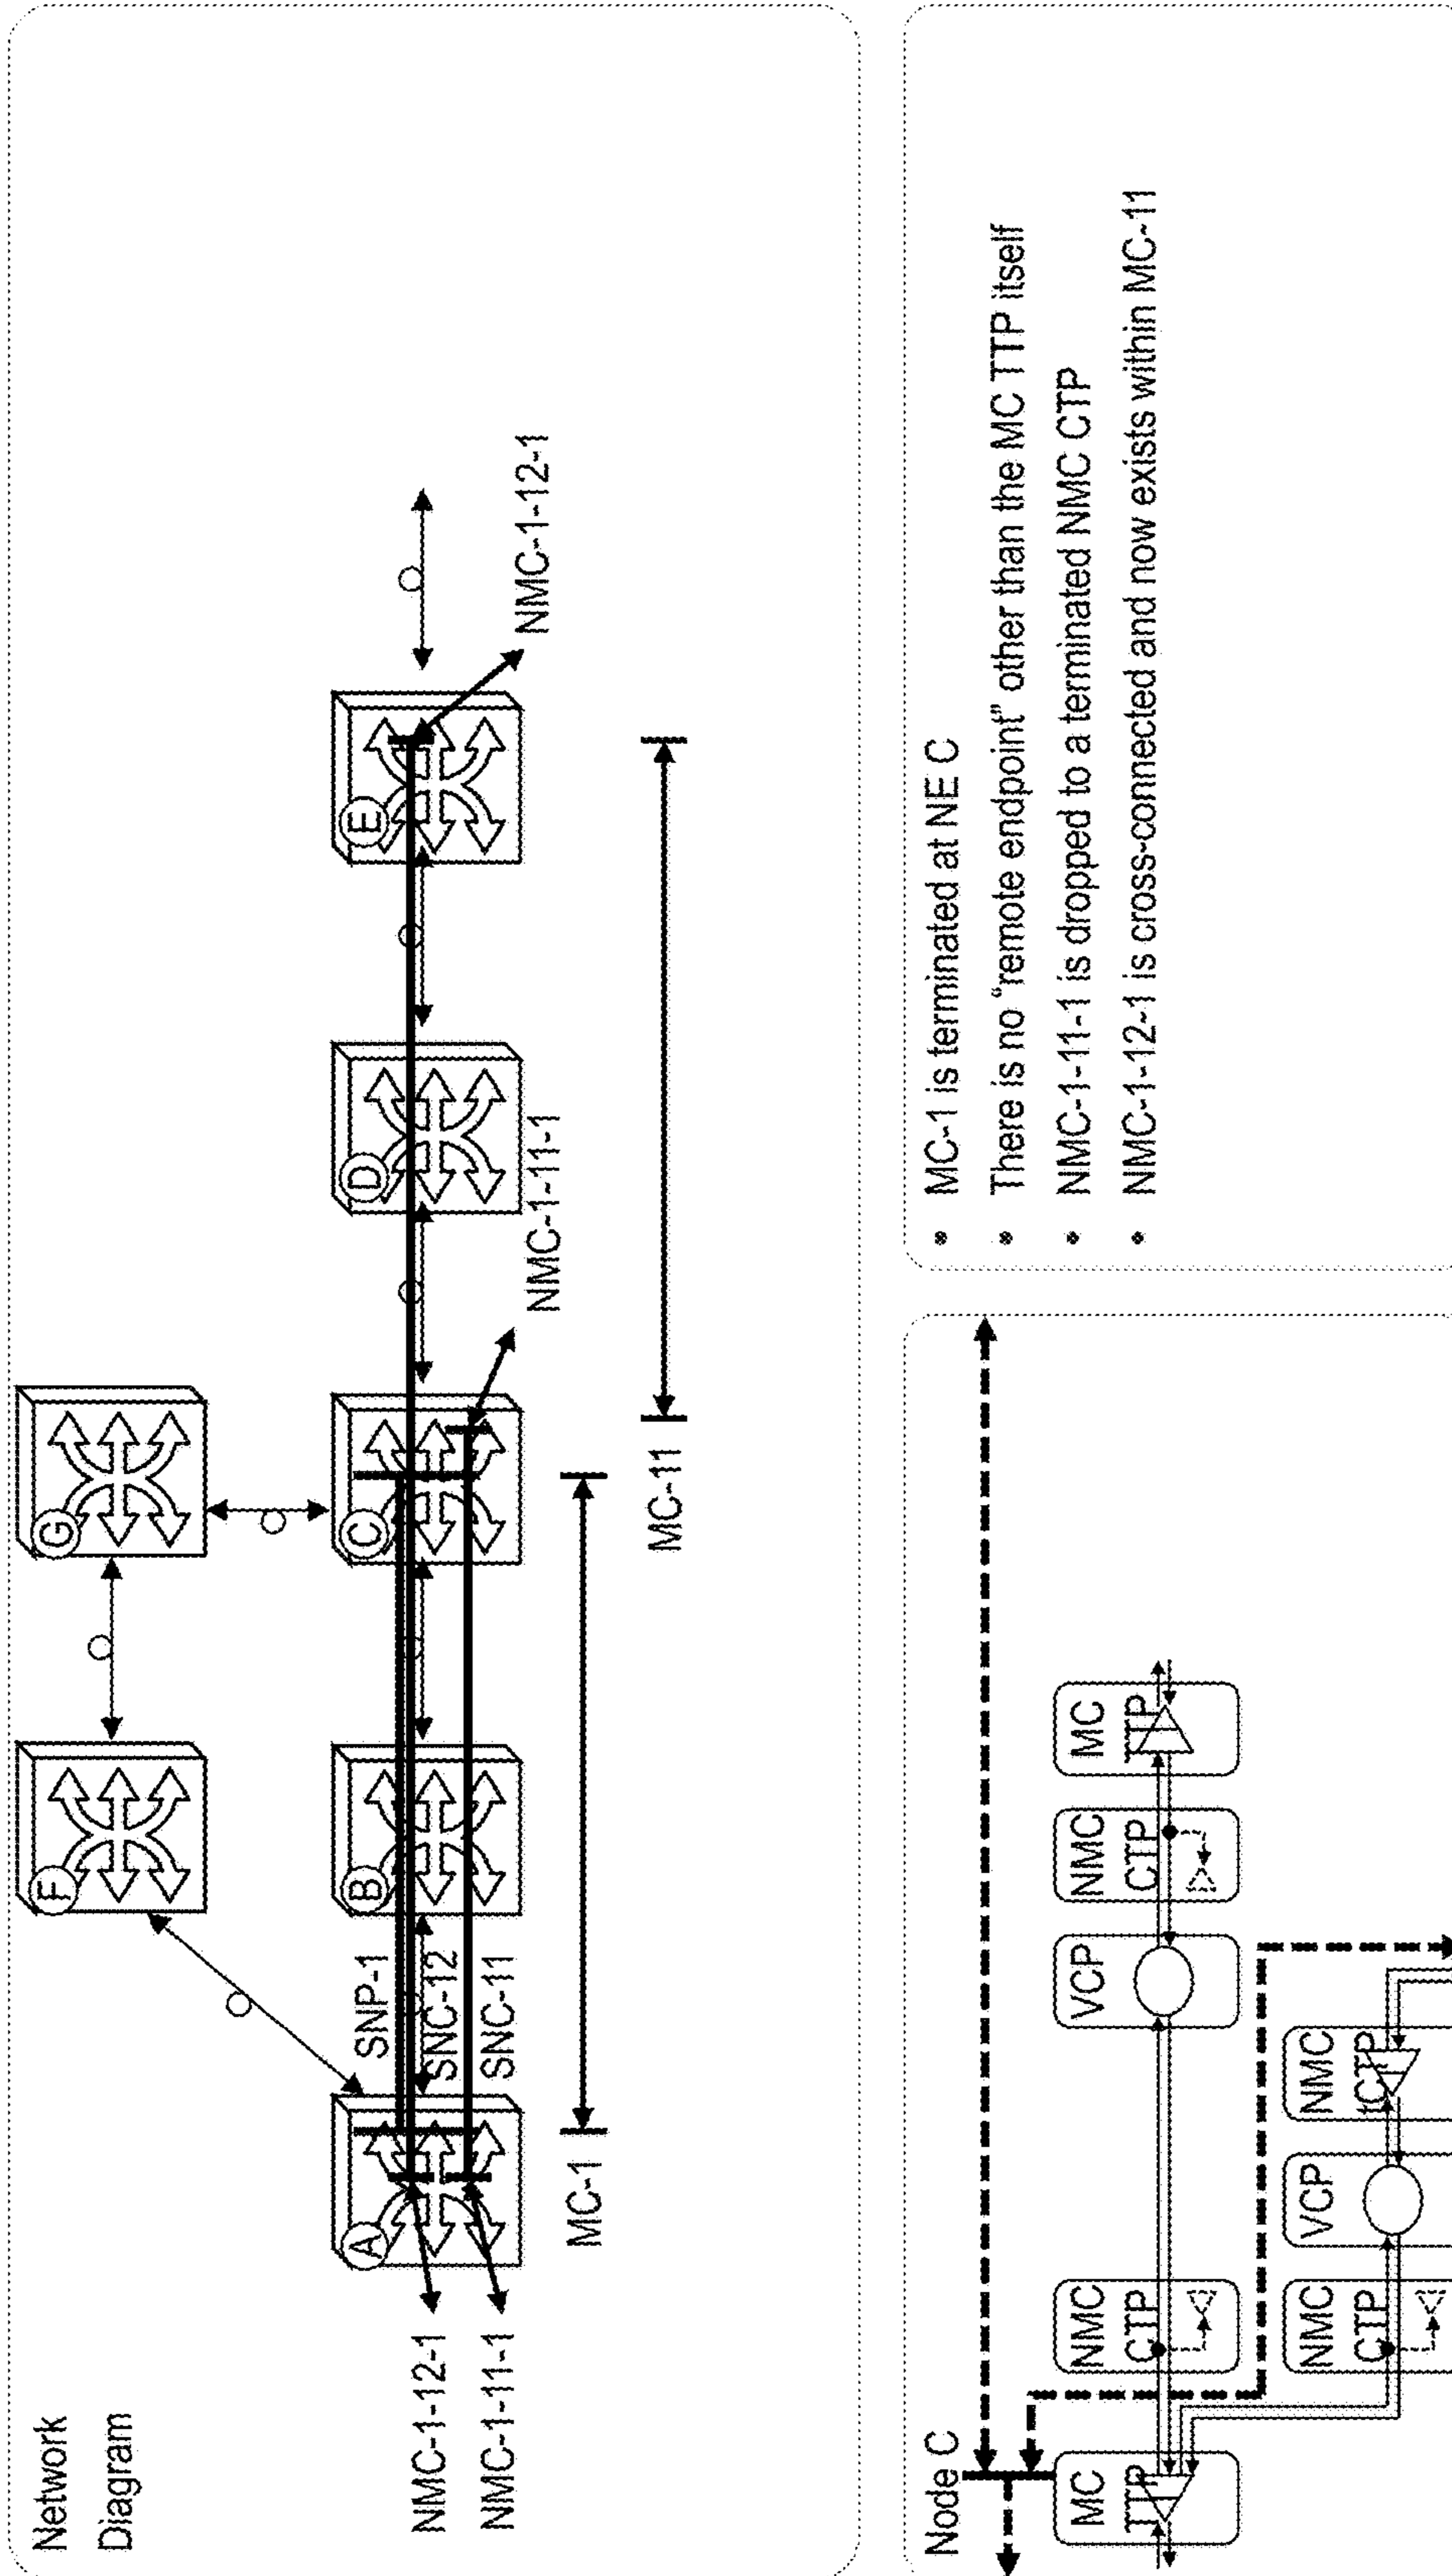 Network
Diagram
F
G
A
B
C
D
E
SNP-1
SNC-12
SNC-11
NMC-1-12-1
NMC-1-11-1
NMC-1-11-1
NMC-1-12-1
MC-1
MC-11
Node C
MC
TTP
NMC
CTP
VCP
NMC
CTP
MC
TTP
NMC
CTP
VCP
NMC
tCTP
• MC-1 is terminated at NE C
• There is no "remote endpoint" other than the MC TTP itself
• NMC-1-11-1 is dropped to a terminated NMC CTP
• NMC-1-12-1 is cross-connected and now exists within MC-11